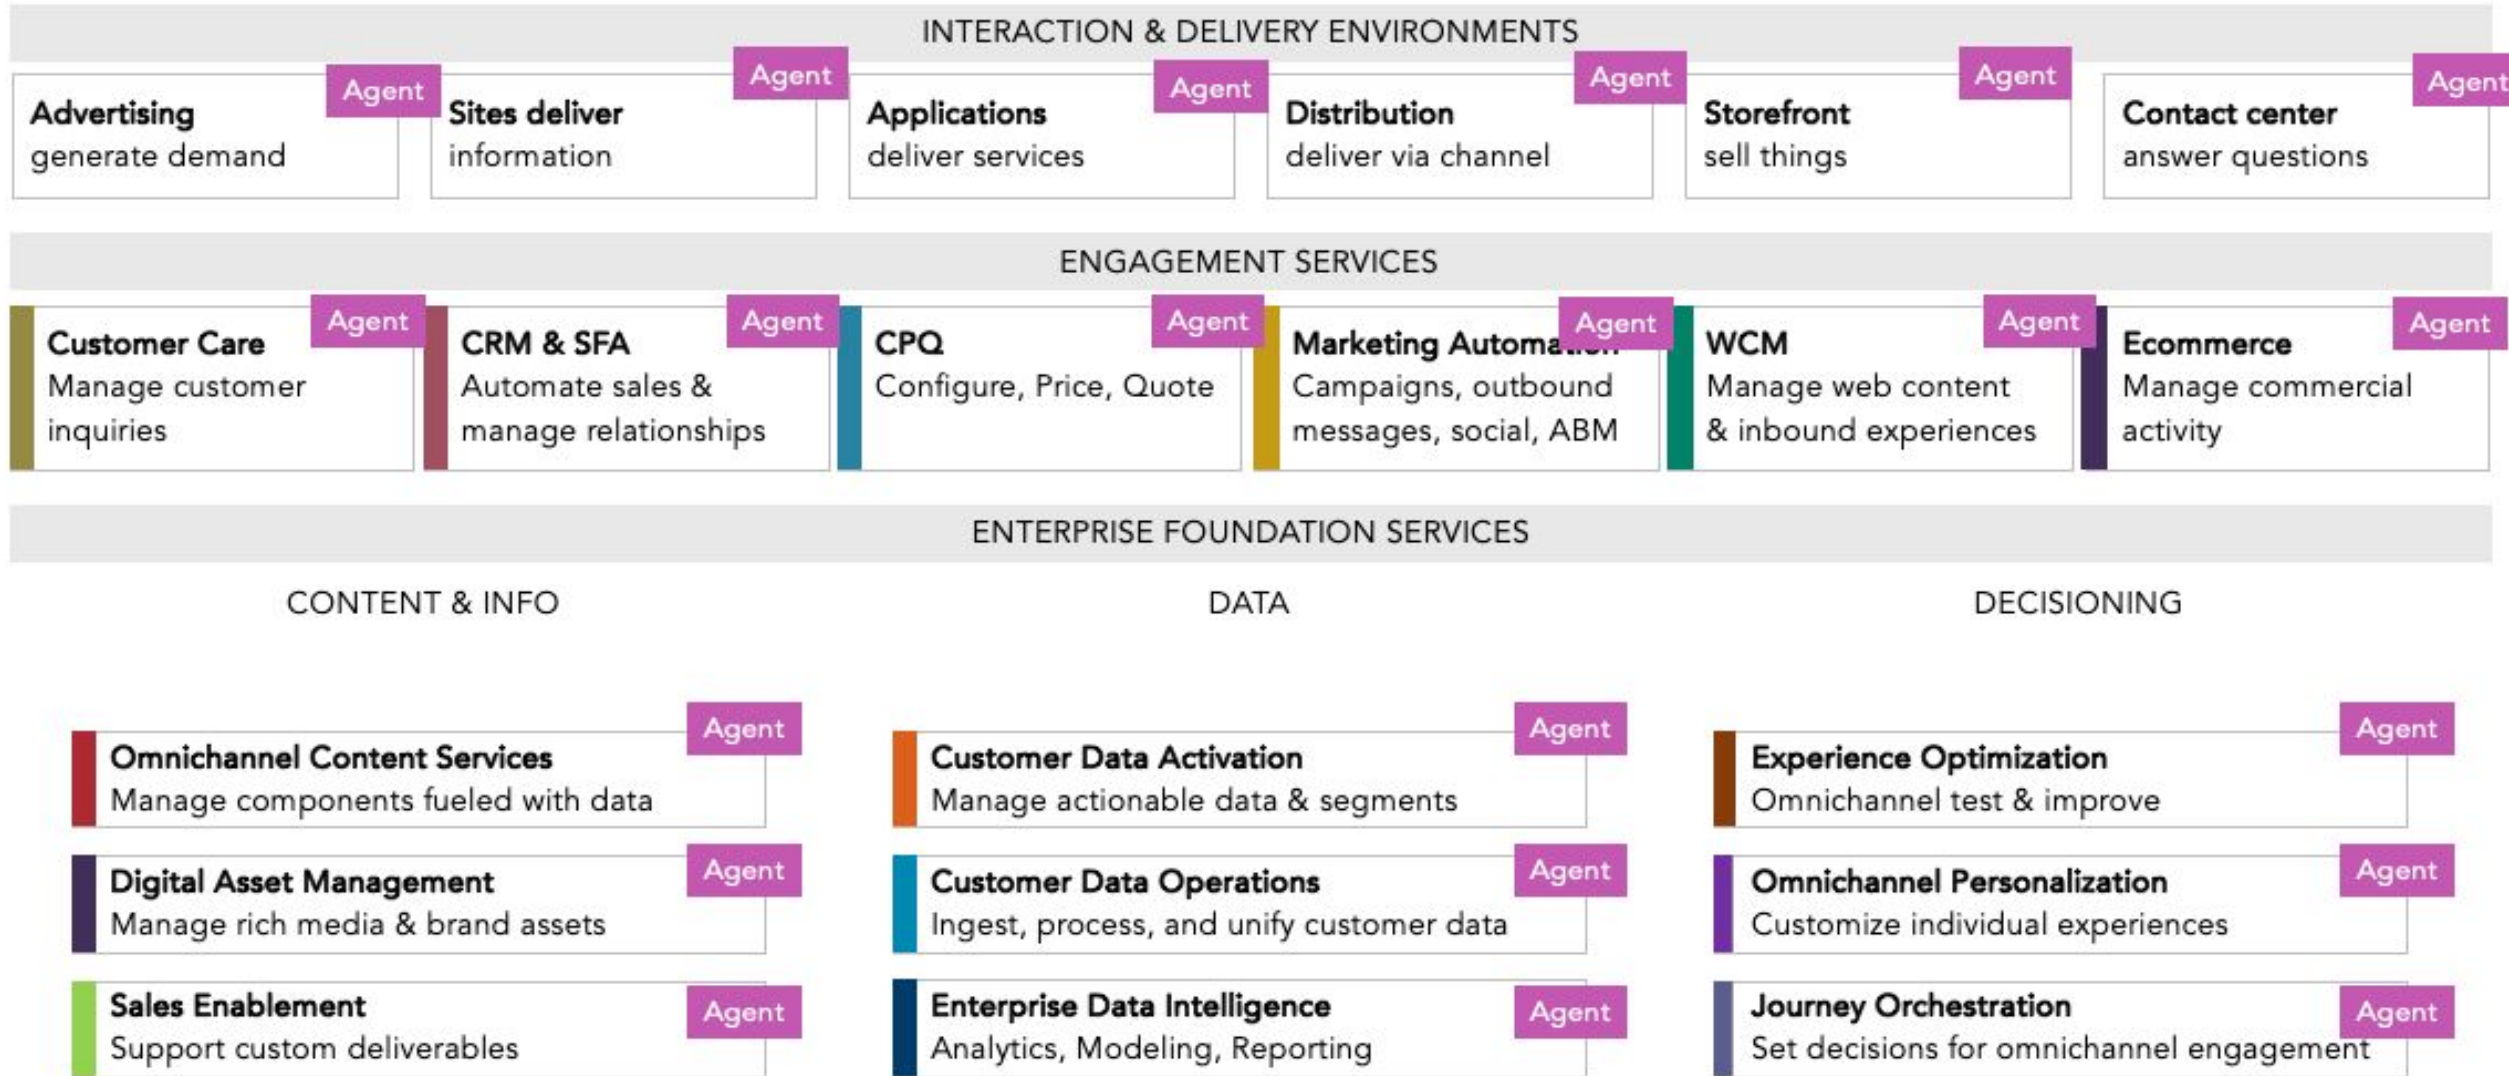 INTERACTION & DELIVERY ENVIRONMENTS
Agent
Agent
Agent
Agent
Agent
Agent
Advertising
generate demand
Sites deliver
information
Applications
deliver services
Distribution
deliver via channel
Storefront
sell things
Contact center
answer questions
ENGAGEMENT SERVICES
Agent
Agent
Agent
Agent
Agent
Agent
Customer Care
Manage customer
inquiries
CRM & SFA
Automate sales &
manage relationships
CPQ
Configure, Price, Quote
Marketing Automation
Campaigns, outbound
messages, social, ABM
WCM
Manage web content
& inbound experiences
Ecommerce
Manage commercial
activity
ENTERPRISE FOUNDATION SERVICES
CONTENT & INFO
Agent
Omnichannel Content Services
Manage components fueled with data
Agent
Digital Asset Management
Manage rich media & brand assets
Agent
Sales Enablement
Support custom deliverables
DATA
Agent
Customer Data Activation
Manage actionable data & segments
Agent
Customer Data Operations
Ingest, process, and unify customer data
Agent
Enterprise Data Intelligence
Analytics, Modeling, Reporting
DECISIONING
Agent
Experience Optimization
Omnichannel test & improve
Agent
Omnichannel Personalization
Customize individual experiences
Agent
Journey Orchestration
Set decisions for omnichannel engagement